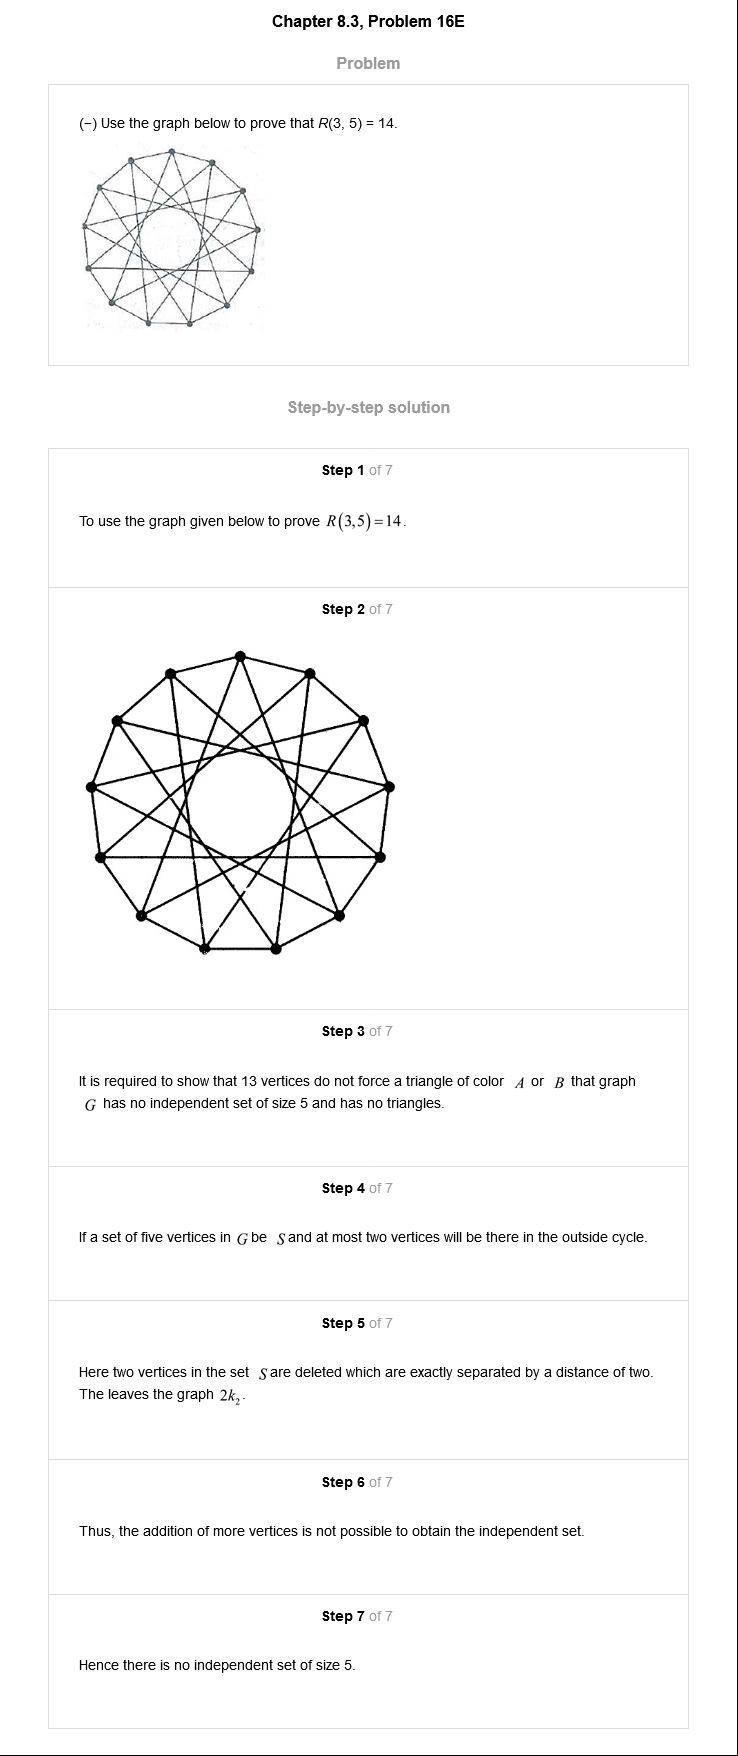 Chapter 8.3, Problem 16E
Problem
(−) Use the graph below to prove that R(3, 5) = 14.
Step-by-step solution
Step 1 of 7
To use the graph given below to prove R(3,5)=14.
Step 2 of 7
Step 3 of 7
It is required to show that 13 vertices do not force a triangle of color A or B that graph
G has no independent set of size 5 and has no triangles.
Step 4 of 7
If a set of five vertices in G be S and at most two vertices will be there in the outside cycle.
Step 5 of 7
Here two vertices in the set S are deleted which are exactly separated by a distance of two.
The leaves the graph 2k₂.
Step 6 of 7
Thus, the addition of more vertices is not possible to obtain the independent set.
Step 7 of 7
Hence there is no independent set of size 5.